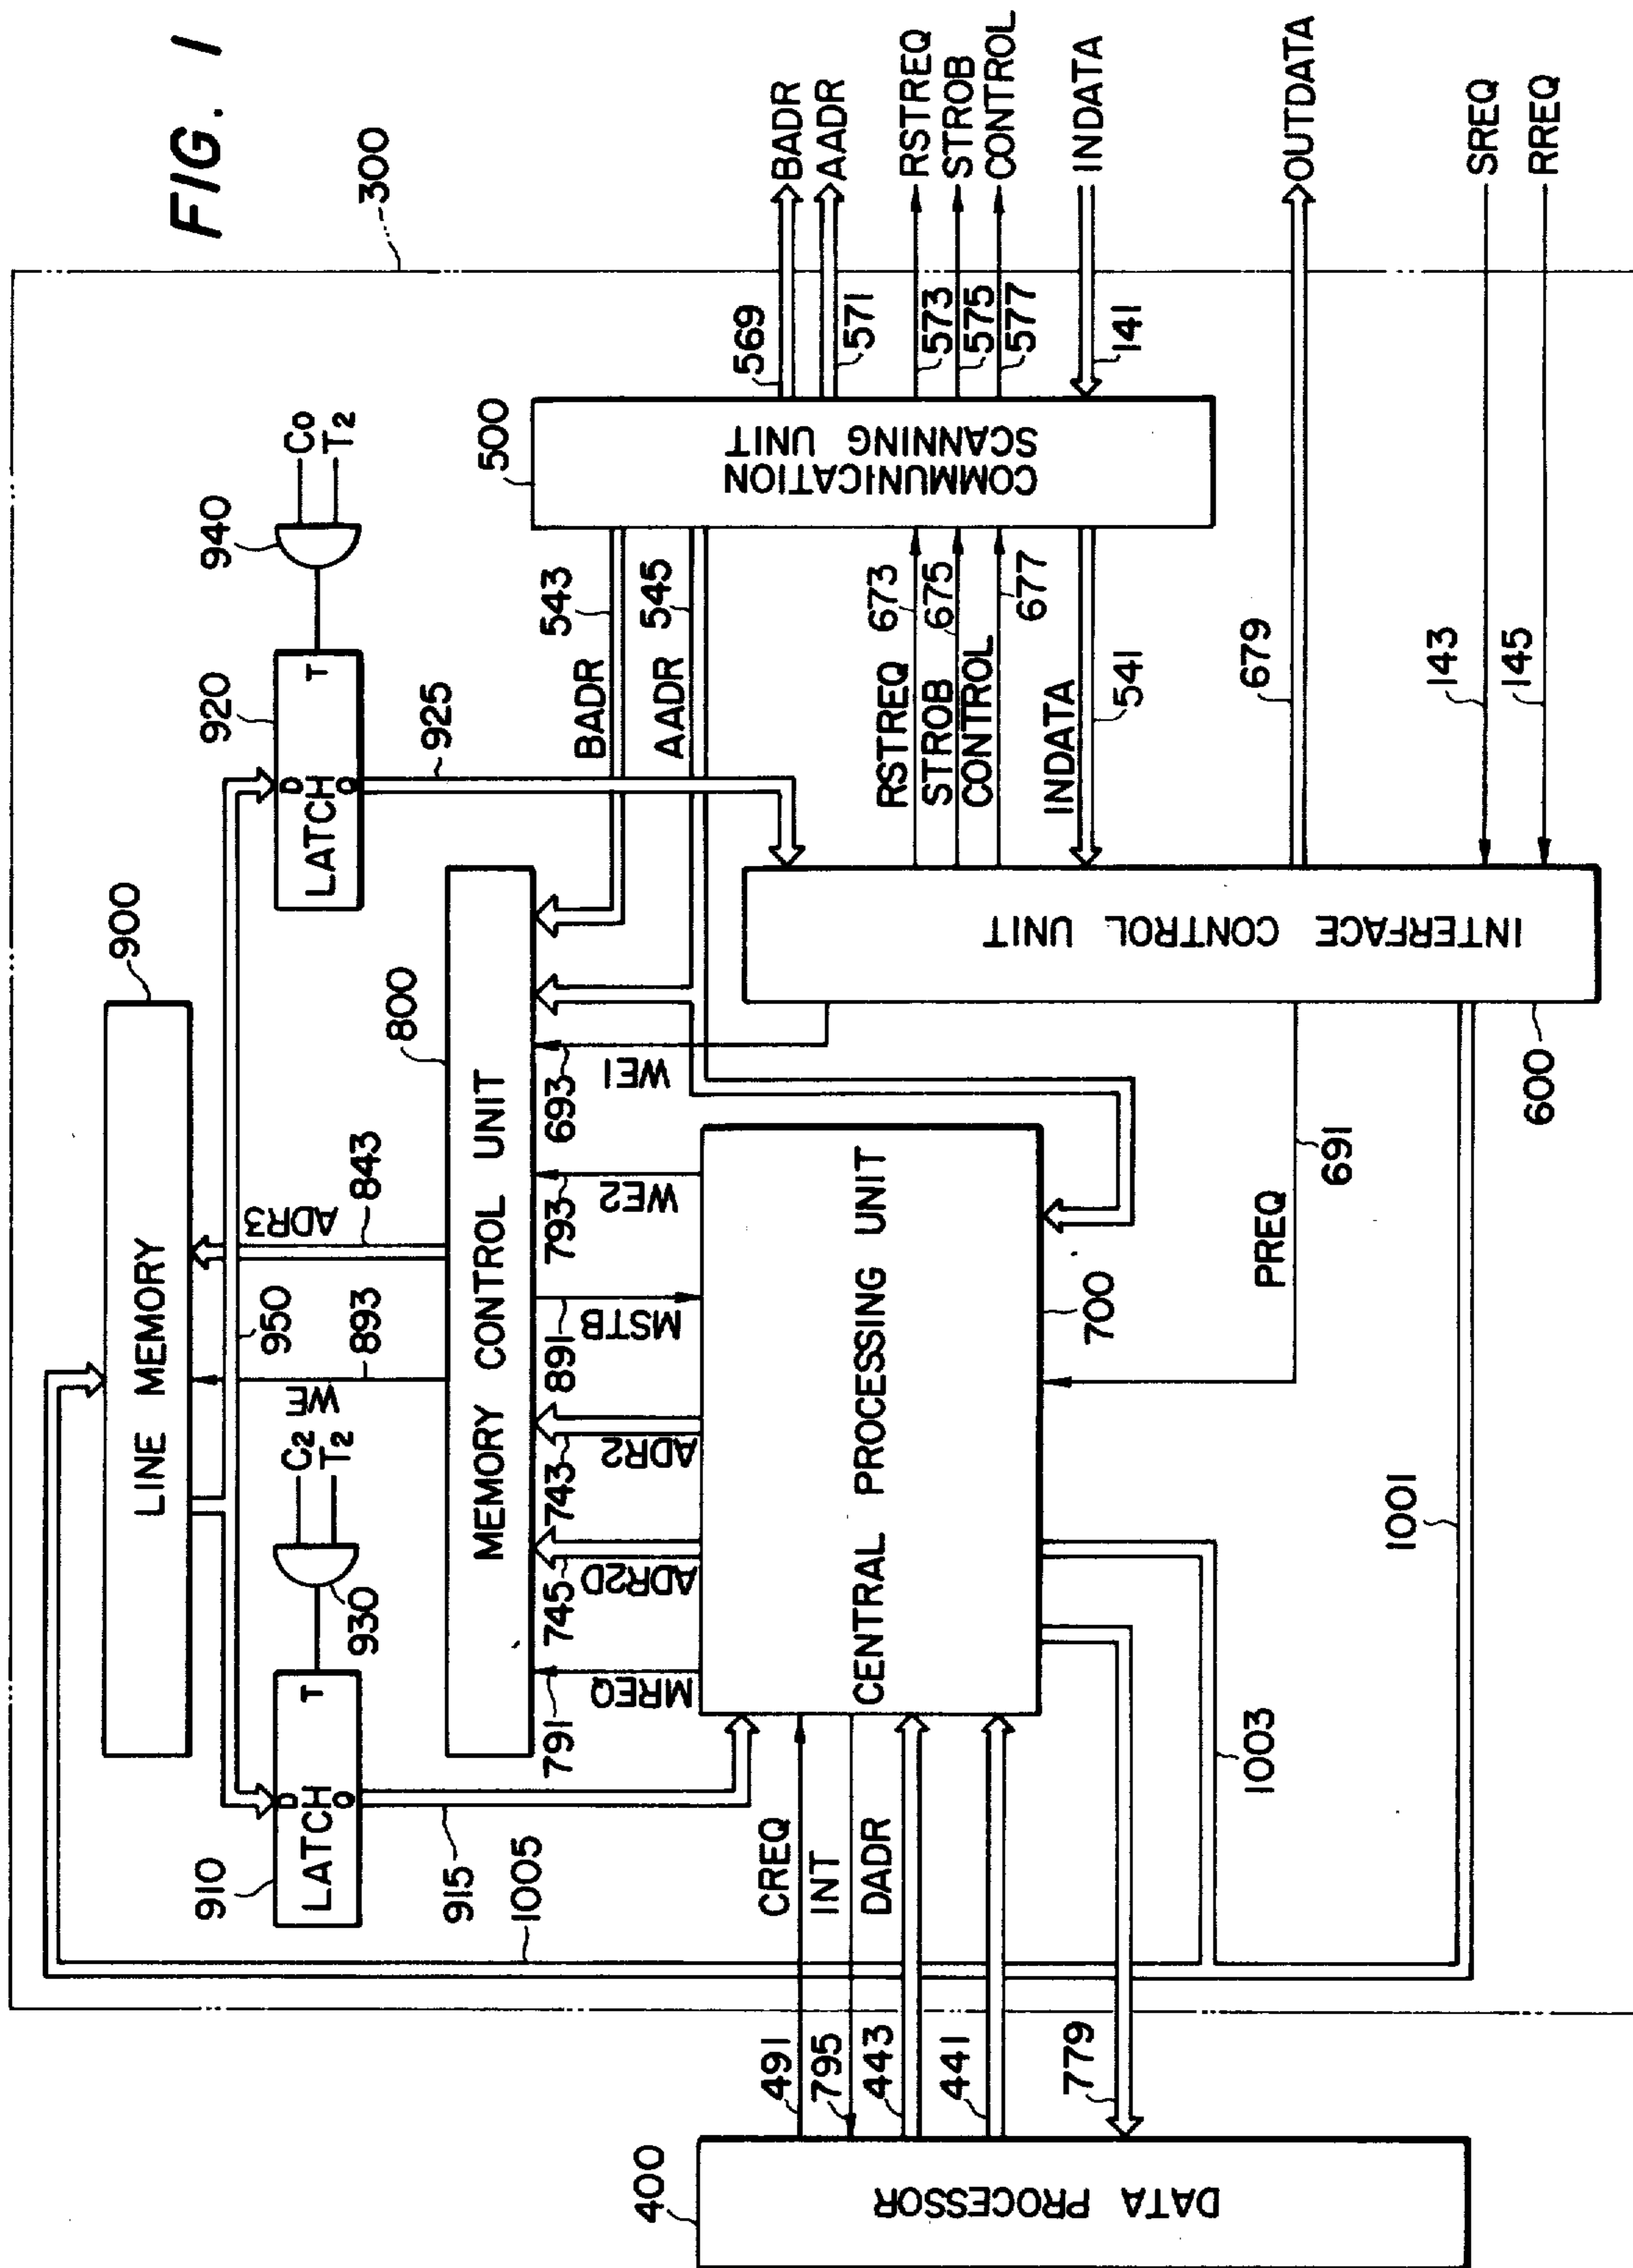 FIG. 1
300
900
LINE MEMORY
910
LATCH
D
Q
T
930
C2
T2
WE
893
950
ADR3
843
920
LATCH
D
Q
T
940
C0
T2
925
915
1005
800
MEMORY CONTROL UNIT
791
MREQ
745
ADR2D
743
ADR2
891
MSTB
793
WE2
693
WE1
BADR
543
AADR
545
500
COMMUNICATION
SCANNING
UNIT
569
BADR
571
AADR
573
RSTREQ
575
STROB
577
CONTROL
141
INDATA
RSTREQ
673
STROB
675
CONTROL
677
INDATA
541
679
OUTDATA
143
SREQ
145
RREQ
INTERFACE CONTROL UNIT
600
CENTRAL PROCESSING UNIT
700
PREQ
691
1001
1003
CREQ
INT
DADR
491
795
443
441
779
400
DATA PROCESSOR